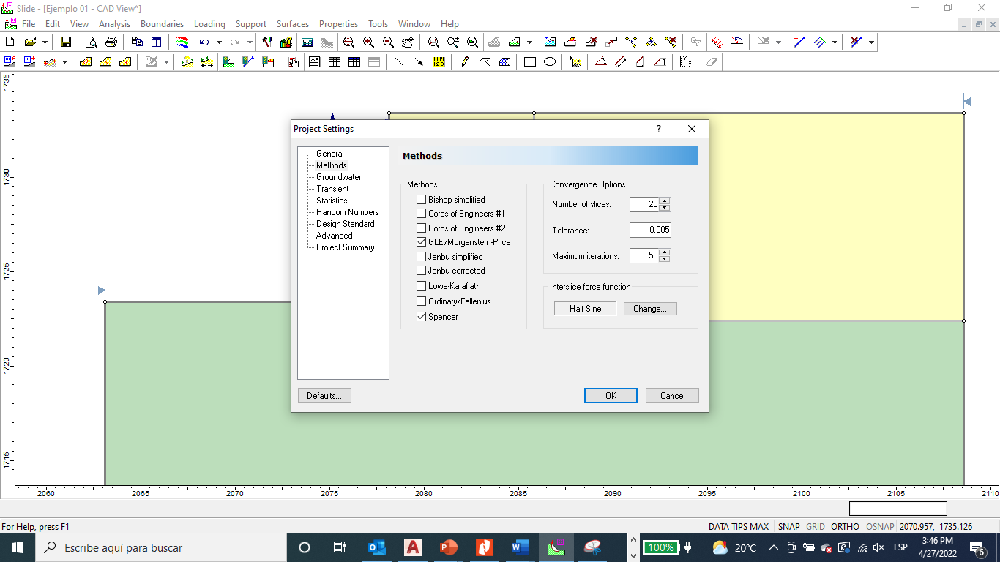 Slide - [Ejemplo 01 - CAD View*]
File Edit View Analysis Boundaries Loading Support Surfaces Properties Tools Window Help
1735
1730
1725
1720
1715
Project Settings
?
General
Methods
Groundwater
Transient
Statistics
Random Numbers
Design Standard
Advanced
Project Summary
Methods
Methods
Bishop simplified
Corps of Engineers #1
Corps of Engineers #2
GLE/Morgenstern-Price
Janbu simplified
Janbu corrected
Lowe-Karafiath
Ordinary/Fellenius
Spencer
Convergence Options
Number of slices: 25
Tolerance: 0.005
Maximum iterations: 50
Interslice force function
Half Sine Change...
Defaults... OK Cancel
2060 2065 2070 2075 2080 2085 2090 2095 2100 2105 2110
For Help, press F1 DATA TIPS MAX SNAP GRID ORTHO OSNAP 2070.957, 1735.126
Escribe aquí para buscar 100% 20°C ESP 3:46 PM
4/27/2022 6